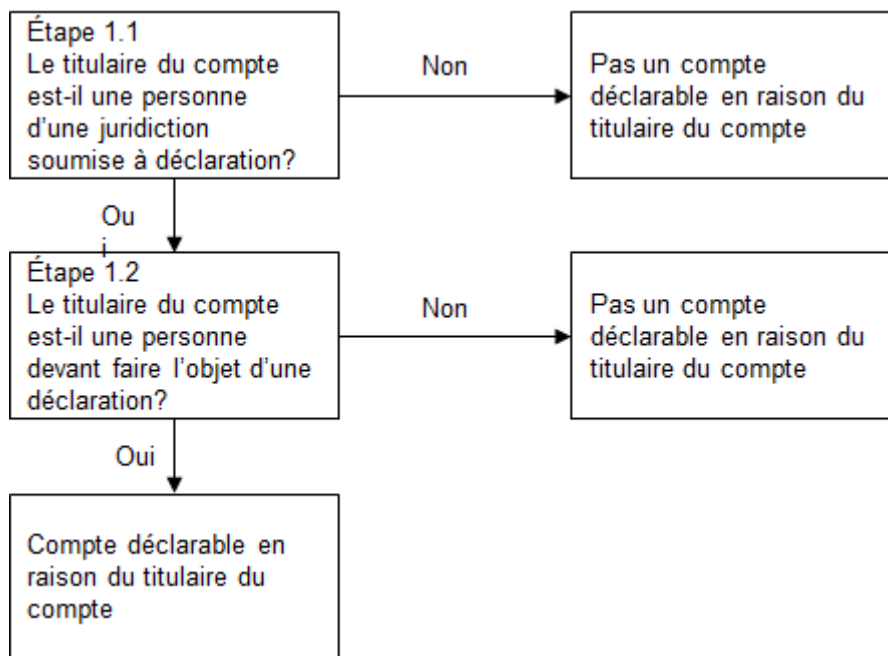 Étape 1.1
Le titulaire du compte
est-il une personne
d'une juridiction
soumise à déclaration?
Non
Pas un compte
déclarable en raison du
titulaire du compte
Ou
i
Étape 1.2
Le titulaire du compte
est-il une personne
devant faire l'objet d'une
déclaration?
Non
Pas un compte
déclarable en raison du
titulaire du compte
Oui
Compte déclarable en
raison du titulaire du
compte